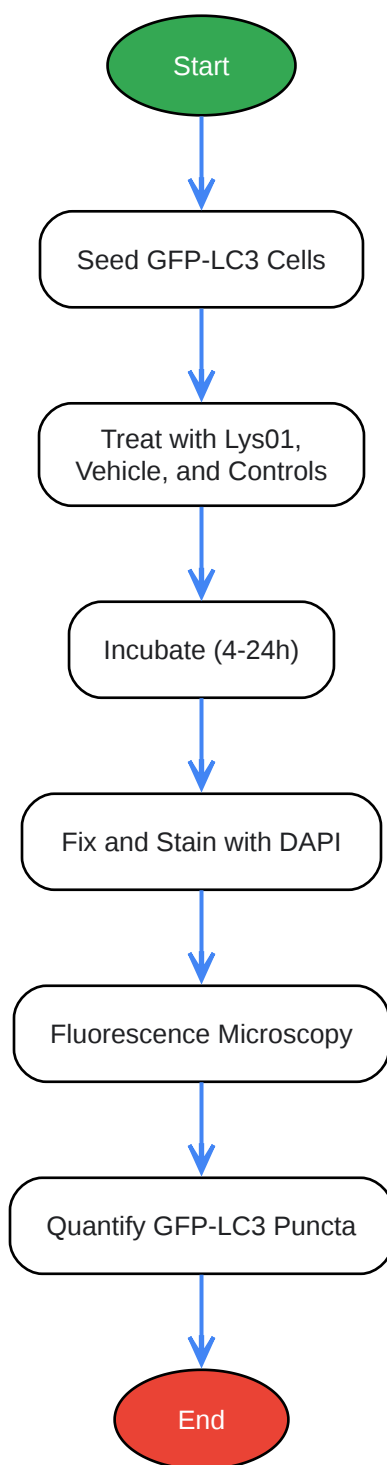 Start
Seed GFP-LC3 Cells
Treat with Lys01,
Vehicle, and Controls
Incubate (4-24h)
Fix and Stain with DAPI
Fluorescence Microscopy
Quantify GFP-LC3 Puncta
End